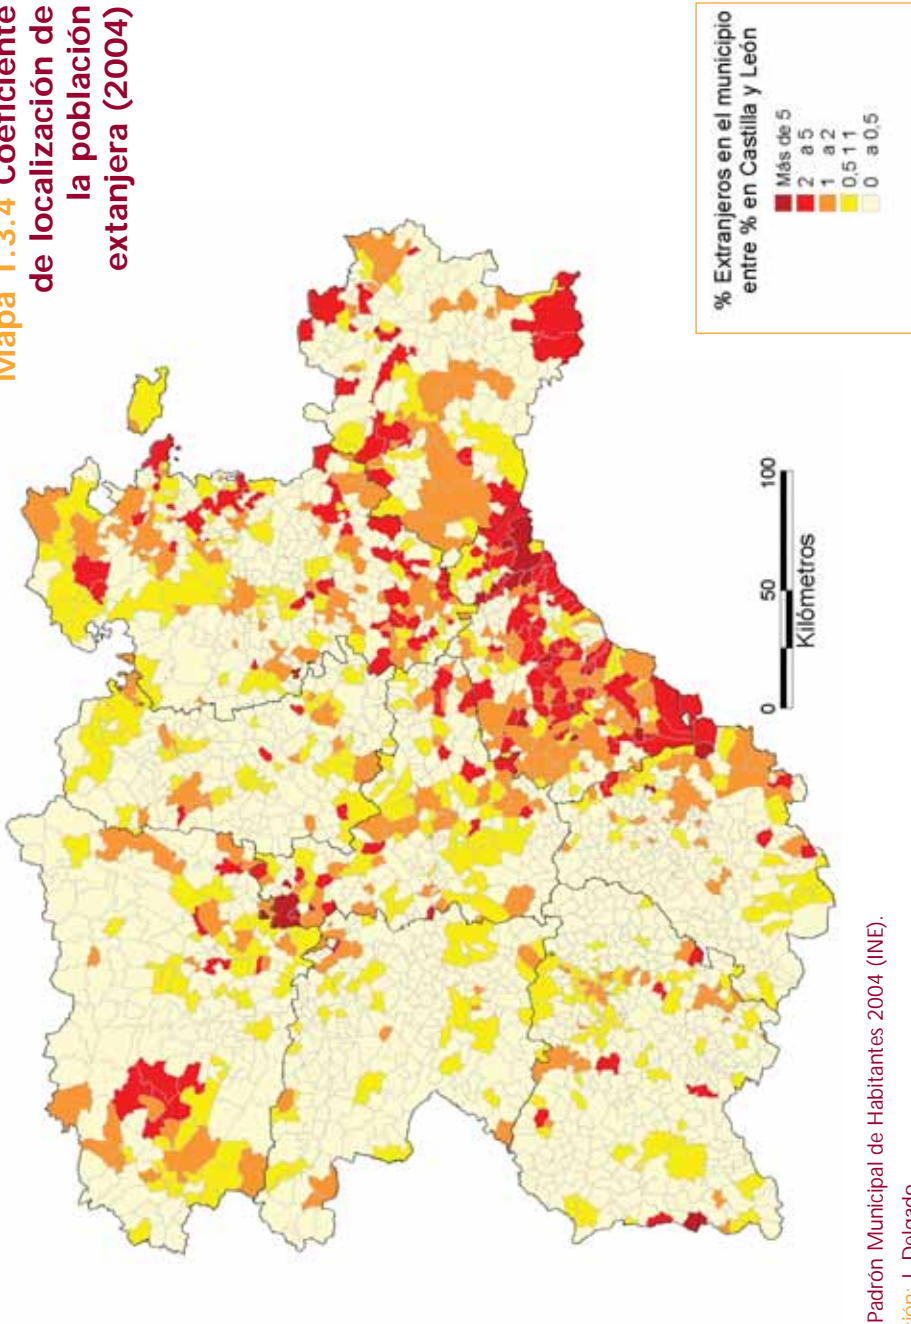 Mapa 1.3.4 Coeficiente
de localización de
la población
extanjera (2004)
% Extranjeros en el municipio
entre % en Castilla y León
Más de 5
2 a 5
1 a 2
0,5 1 1
0 a 0,5
0 50 100
Kilómetros
Padrón Municipal de Habitantes 2004 (INE).
J. Delgado